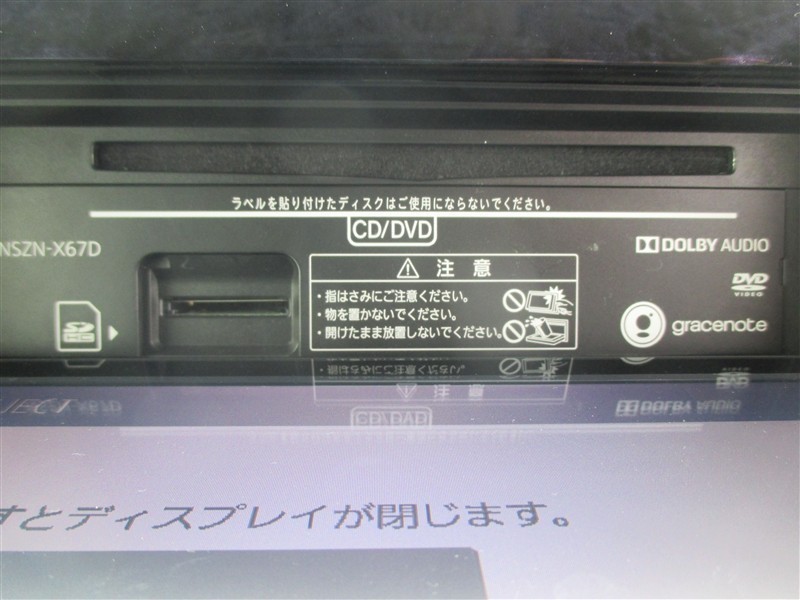 ラベルを貼り付けたディスクはご使用にならないでください。
CD/DVD
NSZN-X67D
DOLBY AUDIO
注 意
・指はさみにご注意ください。
・物を置かないでください。
・開けたまま放置しないでください。
DVD
VIDEO
SD
HC
gracenote
JECT
すとディスプレイが閉じます。